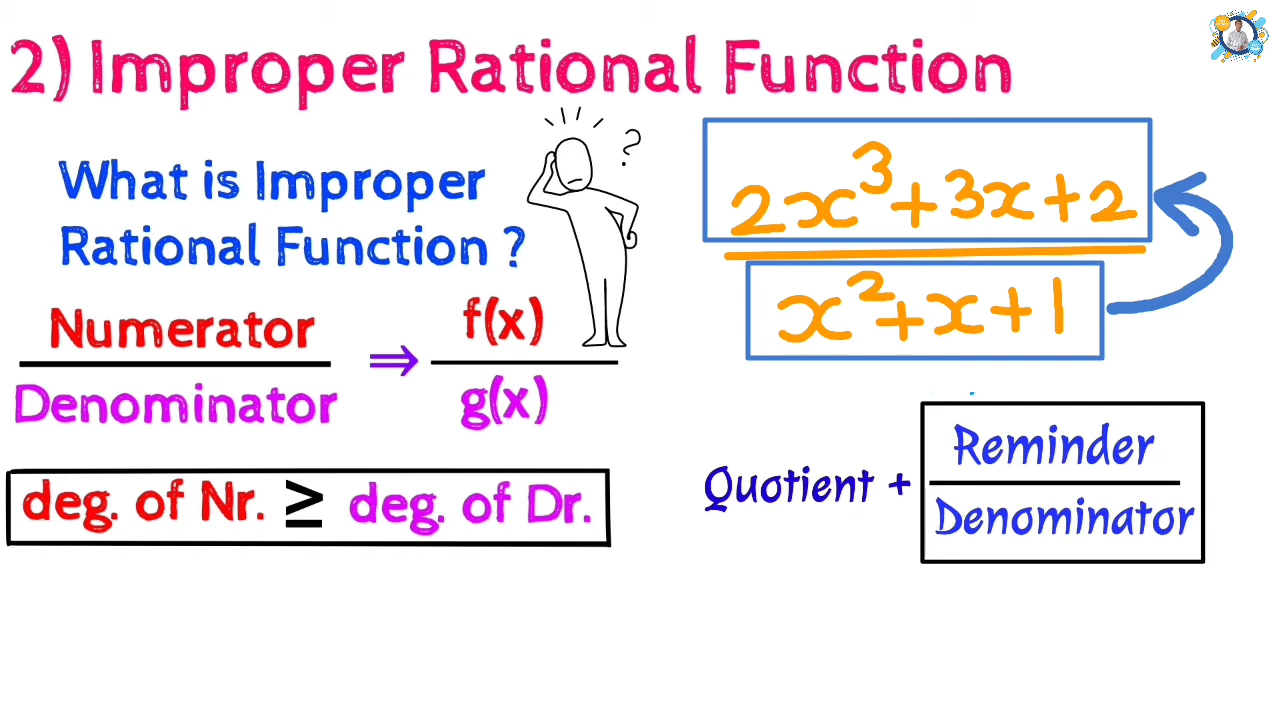 2) Improper Rational Function
What is Improper
Rational Function ?
?
Numerator
Denominator
⇒
f(x)
g(x)
deg. of Nr. ≥ deg. of Dr.
2x³+3x+2
x²+x+1
Quotient +
Reminder
Denominator